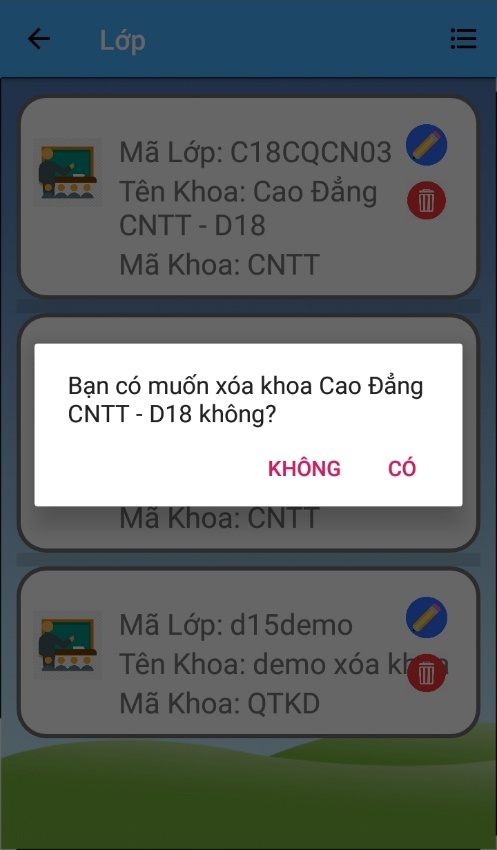 Lớp
Mã Lớp: C18CQCN03
Tên Khoa: Cao Đẳng
CNTT - D18
Mã Khoa: CNTT
Bạn có muốn xóa khoa Cao Đẳng
CNTT - D18 không?
KHÔNG CÓ
Mã Khoa: CNTT
Mã Lớp: d15demo
Tên Khoa: demo xóa
Mã Khoa: QTKD